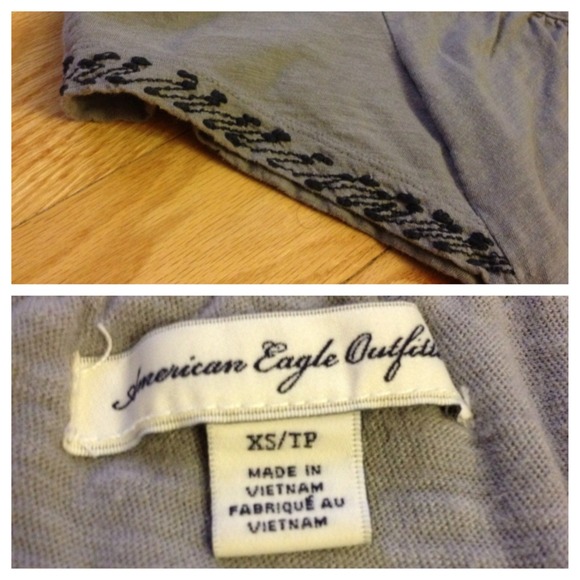 American Eagle Outfitt
XS/TP
MADE IN
VIETNAM
FABRIQUÉ AU
VIETNAM